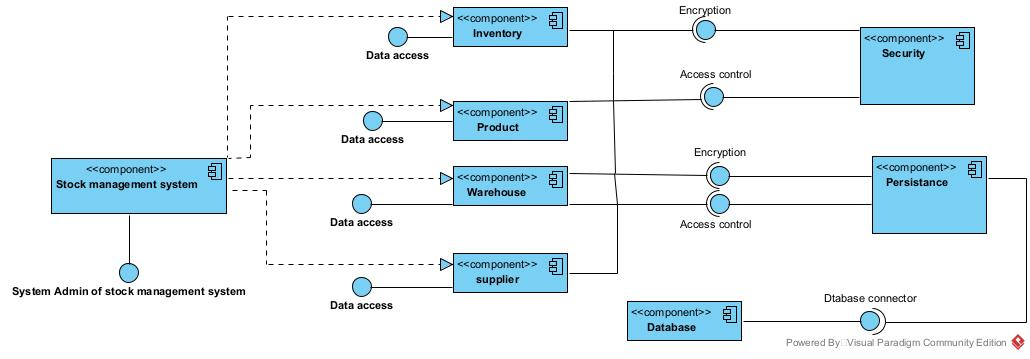 Encryption
<<component>>
Inventory
Data access
<<component>>
Security
Access control
<<component>>
Product
Data access
Encryption
<<component>>
Stock management system
<<component>>
Warehouse
<<component>>
Persistance
Data access
Access control
<<component>>
supplier
System Admin of stock management system
Data access
Dtabase connector
<<component>>
Database
Powered By Visual Paradigm Community Edition